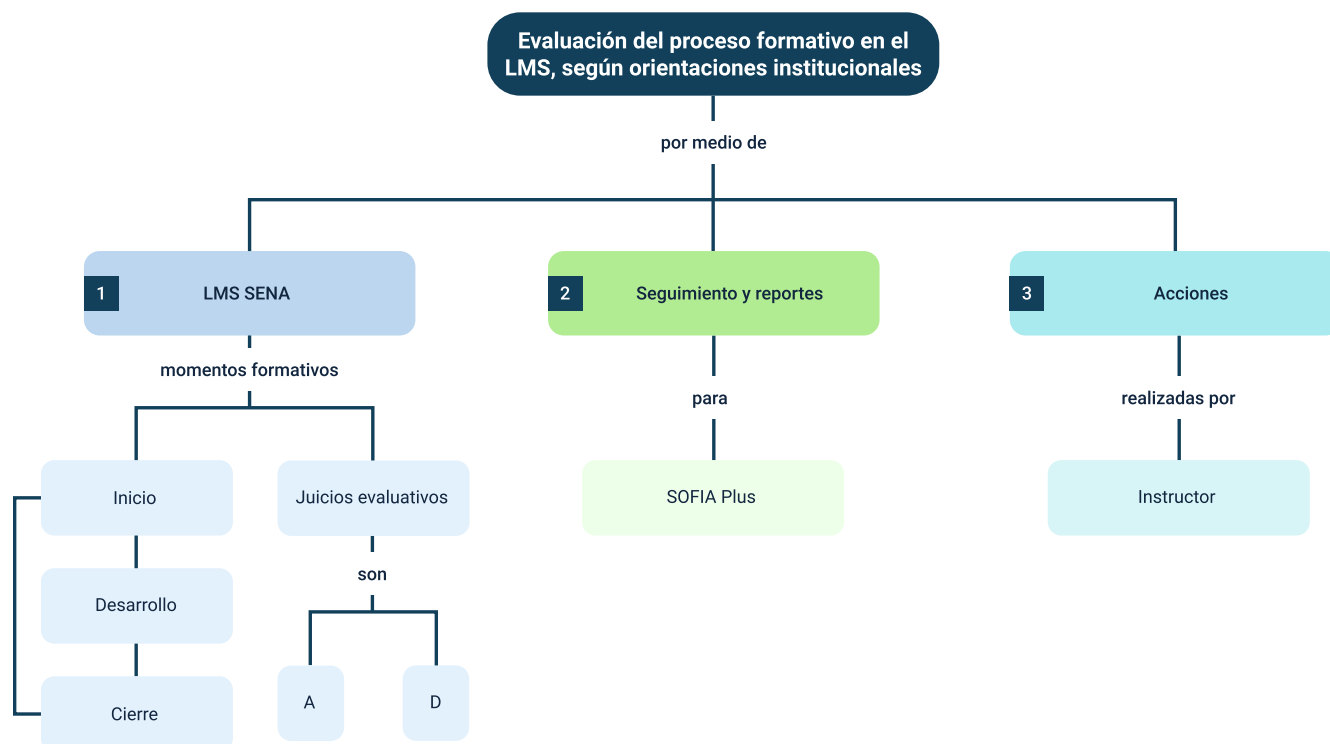 Evaluación del proceso formativo en el
LMS, según orientaciones institucionales
por medio de
1
LMS SENA
2
Seguimiento y reportes
3
Acciones
momentos formativos
para
realizadas por
Inicio
Juicios evaluativos
SOFIA Plus
Instructor
son
Desarrollo
A
D
Cierre